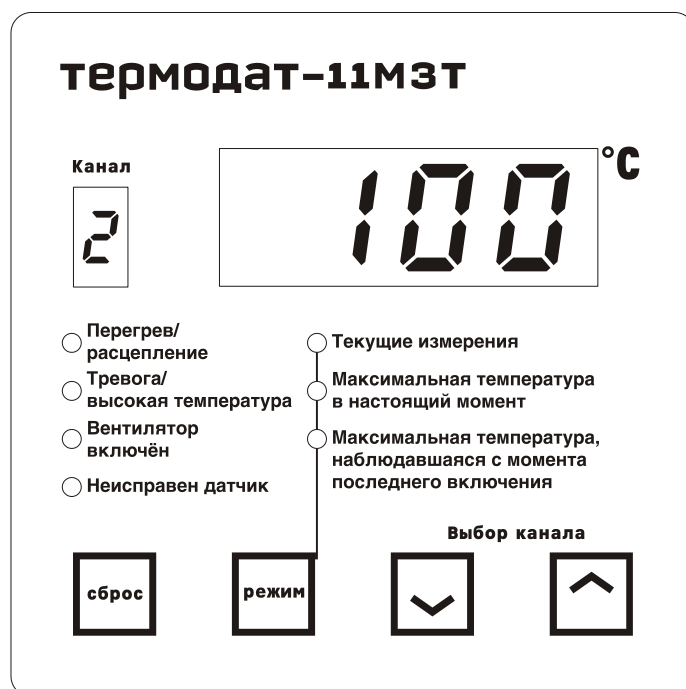 термодат-11м3т
Канал
°C
2
100
Перегрев/
расцепление
Тревога/
высокая температура
Вентилятор
включён
Неисправен датчик
Текущие измерения
Максимальная температура
в настоящий момент
Максимальная температура,
наблюдавшаяся с момента
последнего включения
Выбор канала
сброс
режим